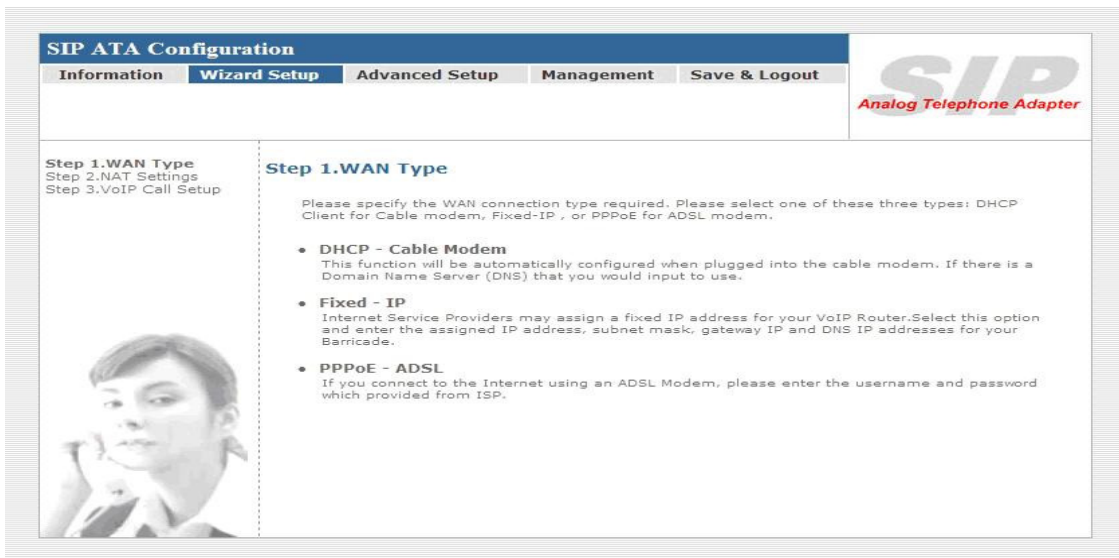 SIP ATA Configuration
Information Wizard Setup Advanced Setup Management Save & Logout
SIP
Analog Telephone Adapter
Step 1.WAN Type
Step 2.NAT Settings
Step 3.VoIP Call Setup
Step 1.WAN Type
Please specify the WAN connection type required. Please select one of these three types: DHCP
Client for Cable modem, Fixed-IP , or PPPoE for ADSL modem.
• DHCP - Cable Modem
This function will be automatically configured when plugged into the cable modem. If there is a
Domain Name Server (DNS) that you would input to use.
• Fixed - IP
Internet Service Providers may assign a fixed IP address for your VoIP Router.Select this option
and enter the assigned IP address, subnet mask, gateway IP and DNS IP addresses for your
Barricade.
• PPPoE - ADSL
If you connect to the Internet using an ADSL Modem, please enter the username and password
which provided from ISP.